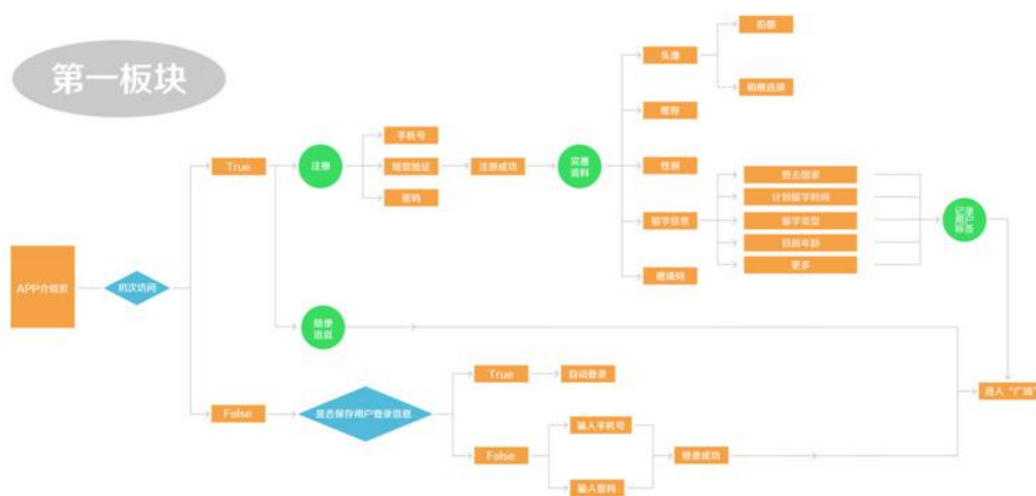 第一板块
APP介绍页
初次访问
True
False
注册
随便
逛逛
手机号
短信验证
密码
注册成功
完善
资料
头像
昵称
性别
留学信息
邀请码
拍摄
相册选择
想去国家
计划留学时间
留学类型
目前年龄
更多
记录
用户
标签
是否保存用户登录信息
True
False
自动登录
输入手机号
输入密码
登录成功
进入“广场”